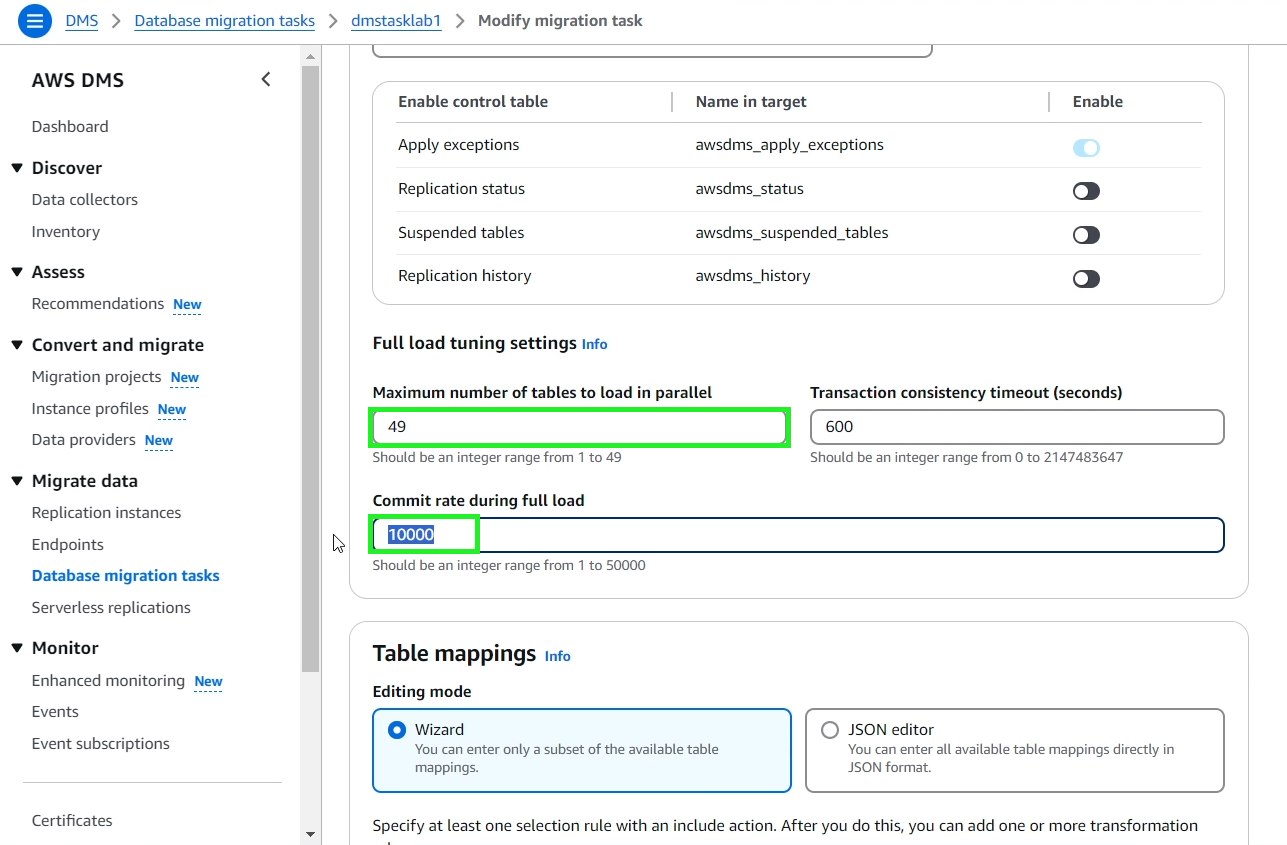 DMS
Database migration tasks
dmstasklab1
Modify migration task
AWS DMS
Dashboard
Discover
Data collectors
Inventory
Assess
Recommendations New
Convert and migrate
Migration projects New
Instance profiles New
Data providers New
Migrate data
Replication instances
Endpoints
Database migration tasks
Serverless replications
Monitor
Enhanced monitoring New
Events
Event subscriptions
Certificates
Enable control table Name in target Enable
Apply exceptions awsdms_apply_exceptions
Replication status awsdms_status
Suspended tables awsdms_suspended_tables
Replication history awsdms_history
Full load tuning settings Info
Maximum number of tables to load in parallel
49
Should be an integer range from 1 to 49
Transaction consistency timeout (seconds)
600
Should be an integer range from 0 to 2147483647
Commit rate during full load
10000
Should be an integer range from 1 to 50000
Table mappings Info
Editing mode
Wizard
You can enter only a subset of the available table
mappings.
JSON editor
You can enter all available table mappings directly in
JSON format.
Specify at least one selection rule with an include action. After you do this, you can add one or more transformation